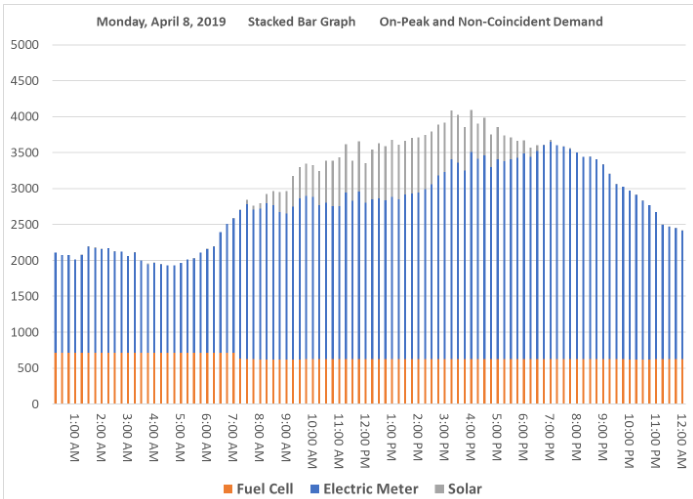 Monday, April 8, 2019 Stacked Bar Graph On-Peak and Non-Coincident Demand
5000
4500
4000
3500
3000
2500
2000
1500
1000
500
0
1:00 AM
2:00 AM
3:00 AM
4:00 AM
5:00 AM
6:00 AM
7:00 AM
8:00 AM
9:00 AM
10:00 AM
11:00 AM
12:00 PM
1:00 PM
2:00 PM
3:00 PM
4:00 PM
5:00 PM
6:00 PM
7:00 PM
8:00 PM
9:00 PM
10:00 PM
11:00 PM
12:00 AM
Fuel Cell Electric Meter Solar